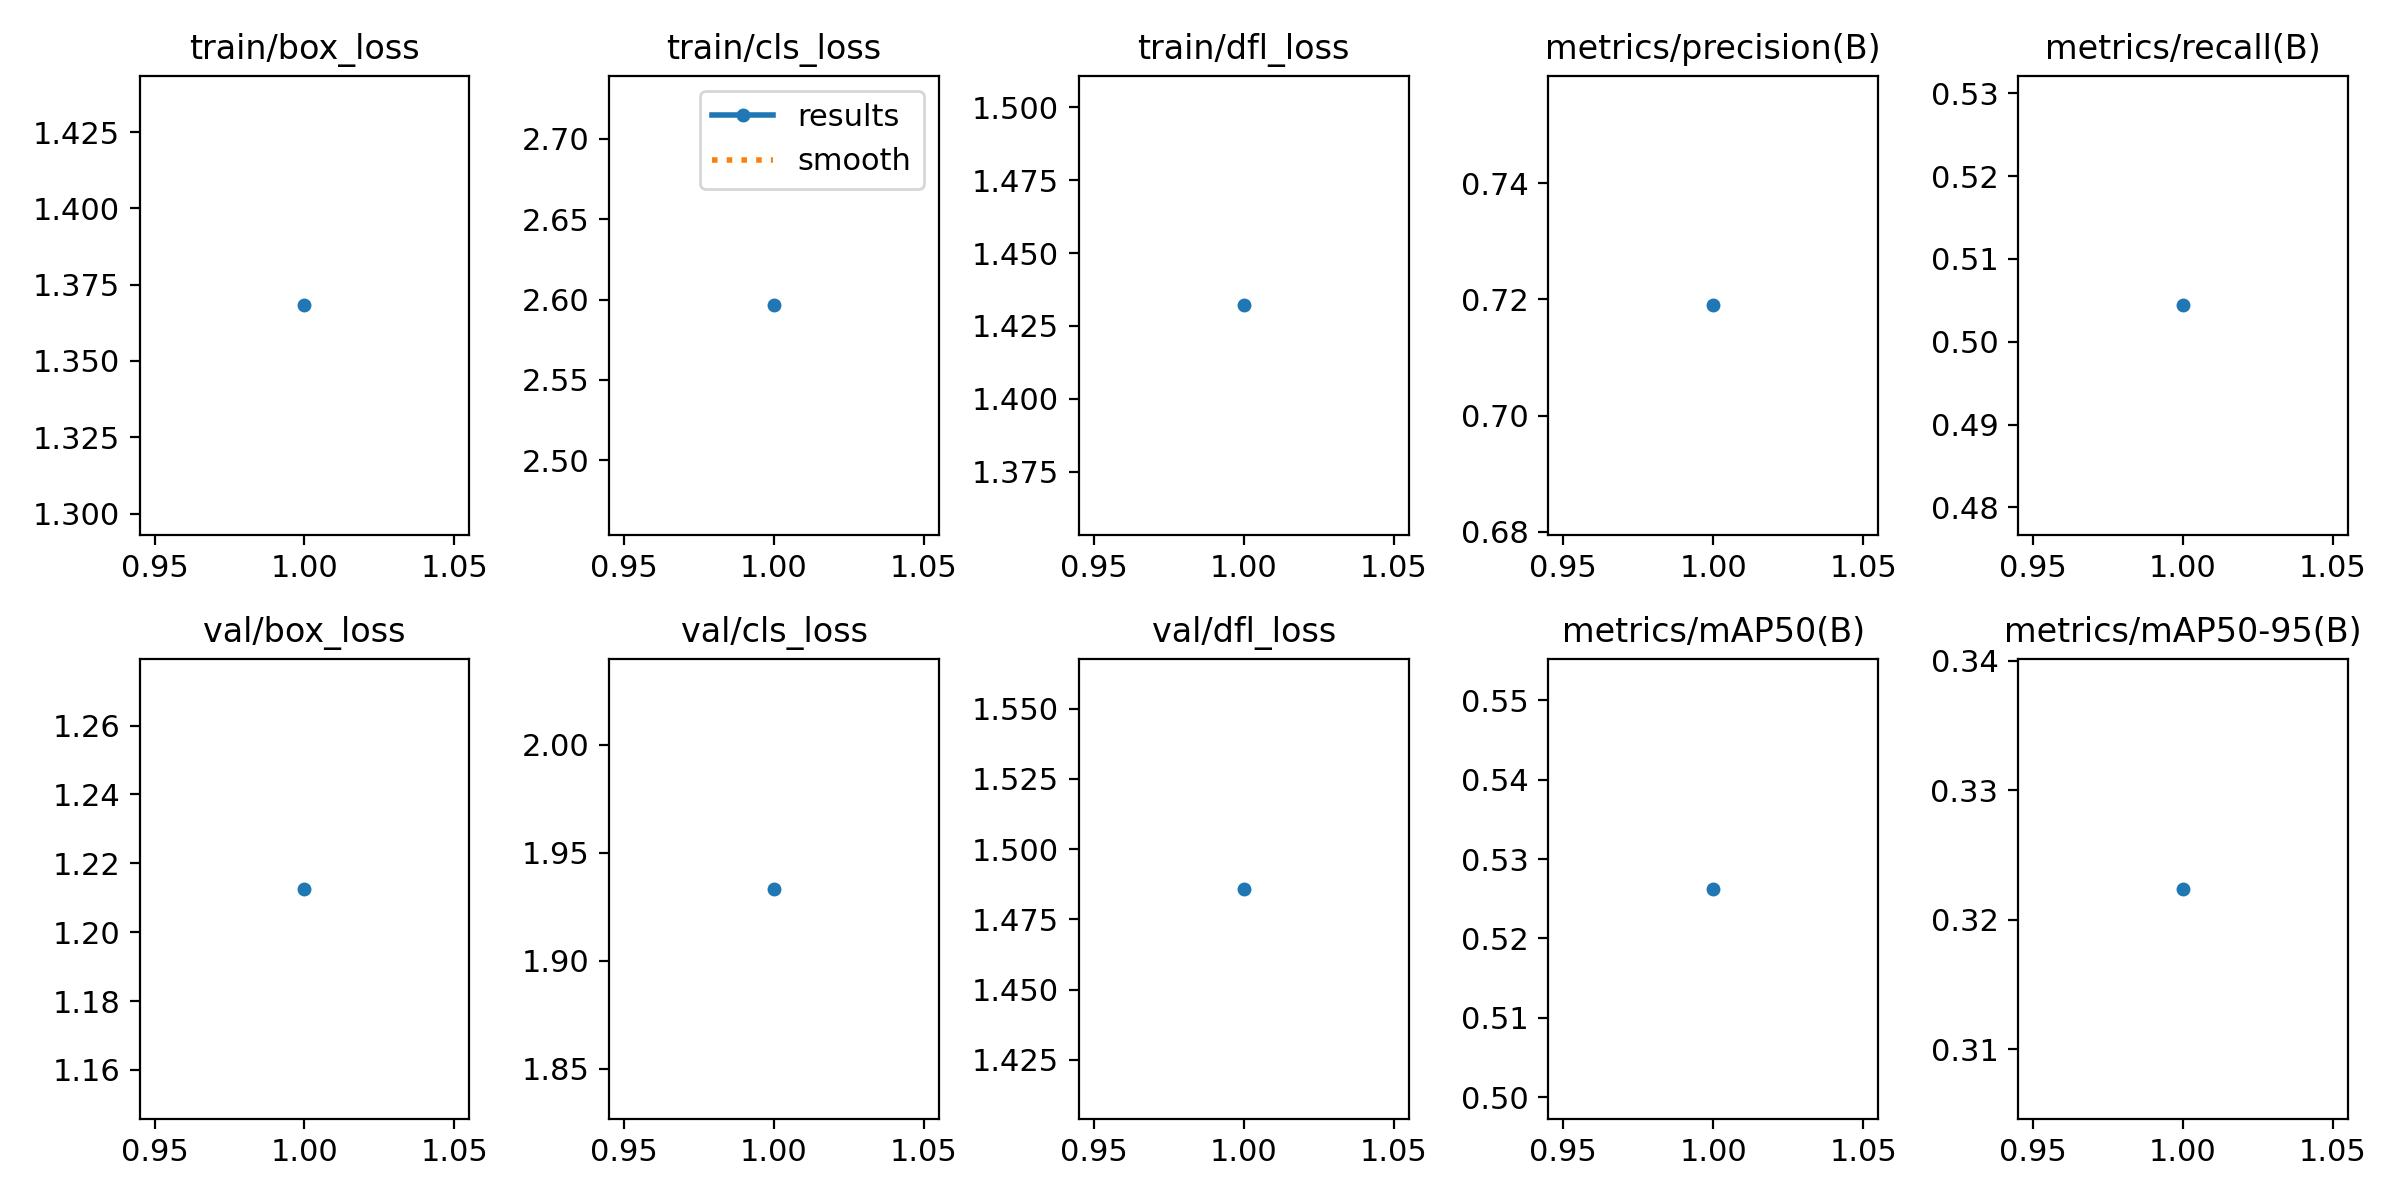 train/box_loss
1.425
1.400
1.375
1.350
1.325
1.300
0.95 1.00 1.05
train/cls_loss
results
smooth
2.70
2.65
2.60
2.55
2.50
0.95 1.00 1.05
train/dfl_loss
1.500
1.475
1.450
1.425
1.400
1.375
0.95 1.00 1.05
metrics/precision(B)
0.74
0.72
0.70
0.68
0.95 1.00 1.05
metrics/recall(B)
0.53
0.52
0.51
0.50
0.49
0.48
0.95 1.00 1.05
val/box_loss
1.26
1.24
1.22
1.20
1.18
1.16
0.95 1.00 1.05
val/cls_loss
2.00
1.95
1.90
1.85
0.95 1.00 1.05
val/dfl_loss
1.550
1.525
1.500
1.475
1.450
1.425
0.95 1.00 1.05
metrics/mAP50(B)
0.55
0.54
0.53
0.52
0.51
0.50
0.95 1.00 1.05
metrics/mAP50-95(B)
0.34
0.33
0.32
0.31
0.95 1.00 1.05